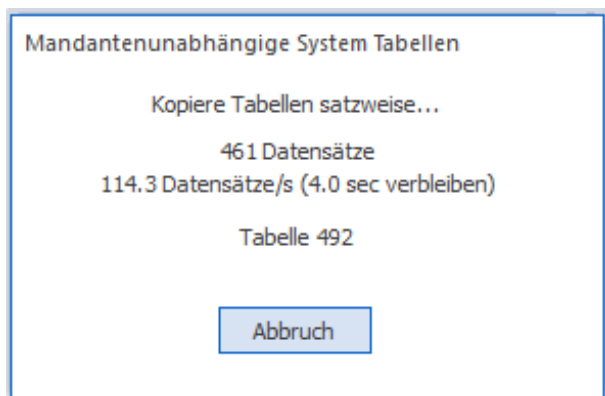 Mandantenunabhängige System Tabellen
Kopiere Tabellen satzweise...
461 Datensätze
114.3 Datensätze/s (4.0 sec verbleiben)
Tabelle 492
Abbruch